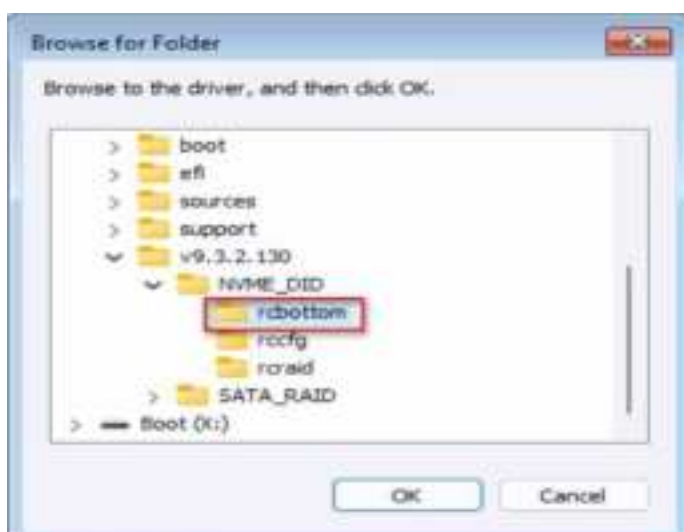 Browse for Folder
Browse to the driver, and then click OK.
boot
efi
sources
support
v9.3.2.130
NVME_DID
rcbottom
rccfg
rcraid
SATA_RAID
Boot (X:)
OK
Cancel